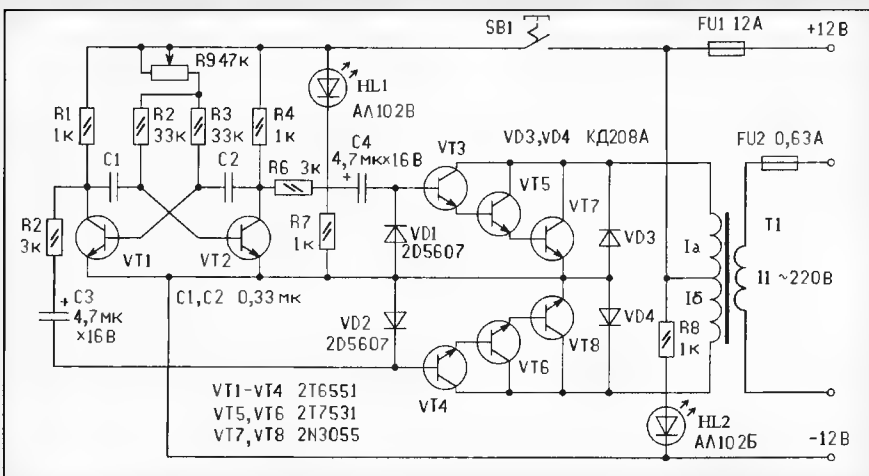 SB1
FU1 12А
+12В
R9 47к
HL1
АЛ102В
R1
1к
R2
33к
R3
33к
R4
1к
C4
4,7мк×16В
VT3
VD3,VD4 КД208А
FU2 0,63А
C1
C2
R6 3к
VT5
VT7
R2
3к
VT1
VT2
R7
1к
VD1
2D5607
VD3
Iа
T1
II ~220В
C3
4,7мк
×16В
C1,C2 0,33мк
VD2
2D5607
VT4
VT6
VT8
VD4
Iб
R8
1к
VT1-VT4 2T6551
VT5,VT6 2T7531
VT7,VT8 2N3055
HL2
АЛ102Б
-12В